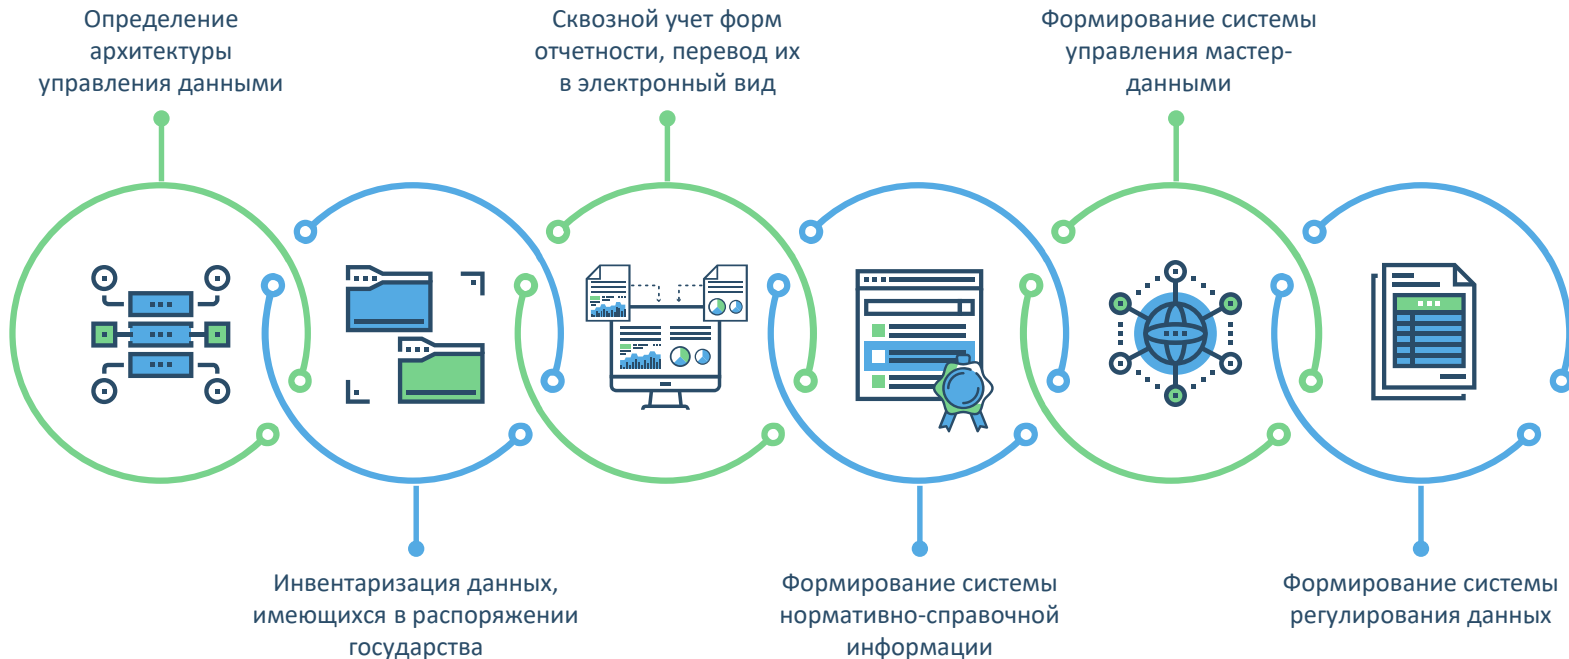 Определение
архитектуры
управления данными
Сквозной учет форм
отчетности, перевод их
в электронный вид
Формирование системы
управления мастер-
данными
Инвентаризация данных,
имеющихся в распоряжении
государства
Формирование системы
нормативно-справочной
информации
Формирование системы
регулирования данных